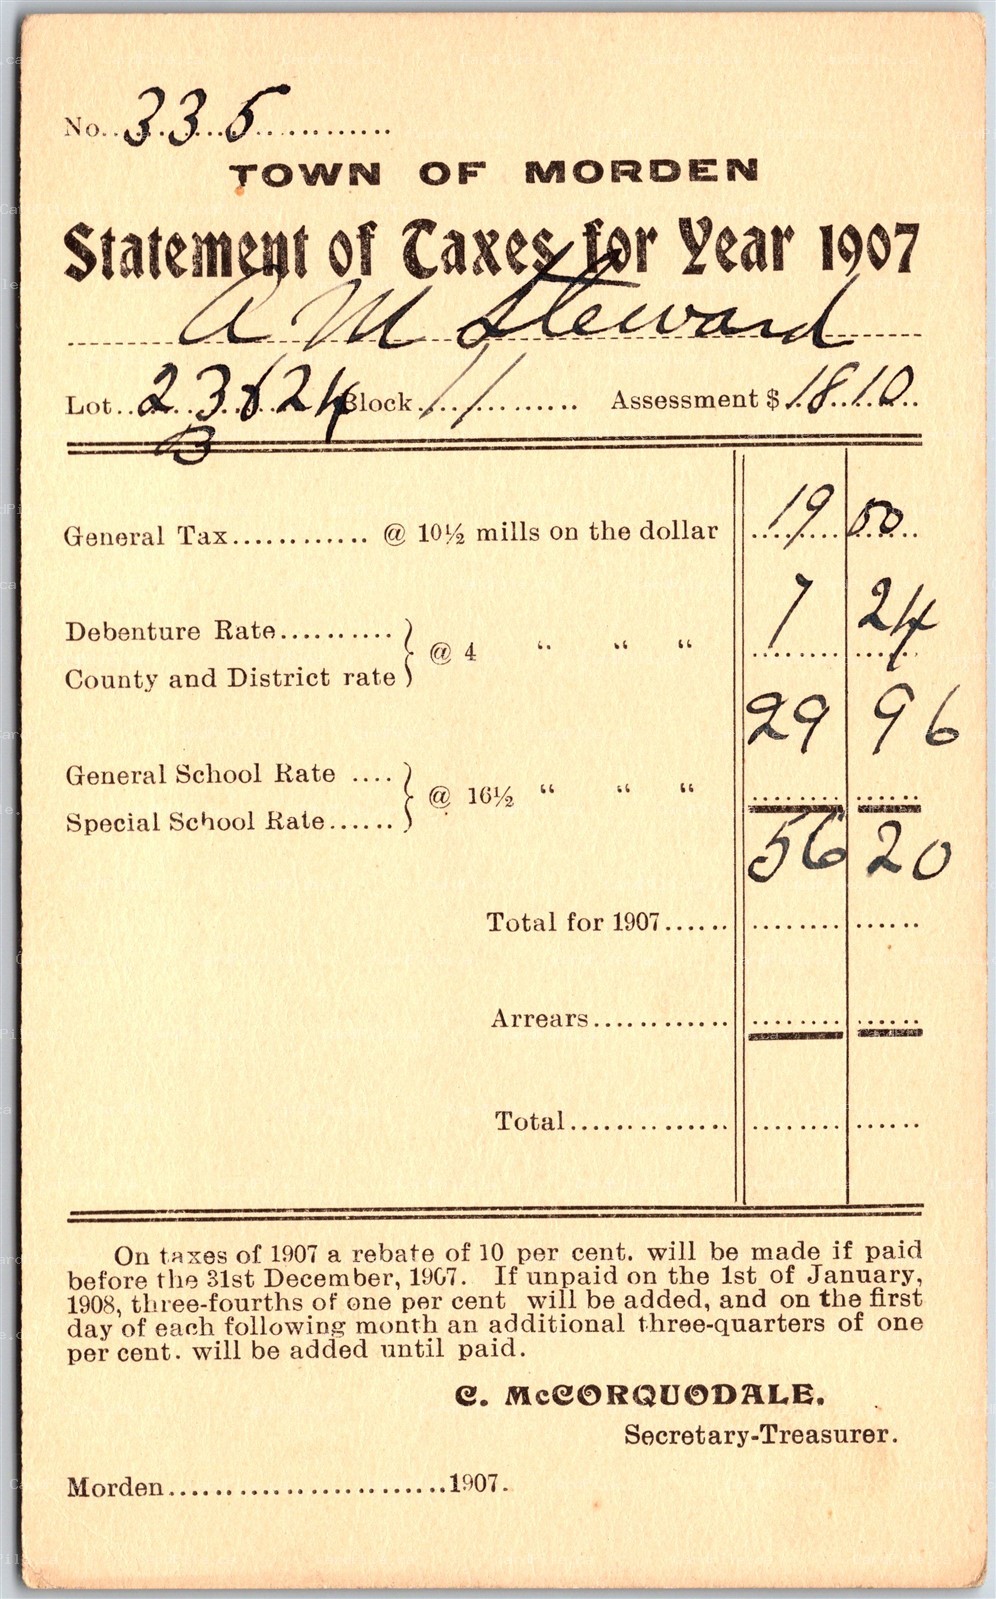 No. 335
TOWN OF MORDEN
Statement of Taxes for Year 1907
A M Steward
Lot 23 & 24 Block 11 Assessment $ 1810
B
General Tax............ @ 10½ mills on the dollar 19 50
Debenture Rate.......... @ 4 “ “ “ 7 24
County and District rate
29 96
General School Rate .... @ 16½ “ “ “
Special School Rate......
56 20
Total for 1907......
Arrears............
Total..............
On taxes of 1907 a rebate of 10 per cent. will be made if paid
before the 31st December, 1907. If unpaid on the 1st of January,
1908, three-fourths of one per cent will be added, and on the first
day of each following month an additional three-quarters of one
per cent. will be added until paid.
C. McCORQUODALE.
Secretary-Treasurer.
Morden........................1907.